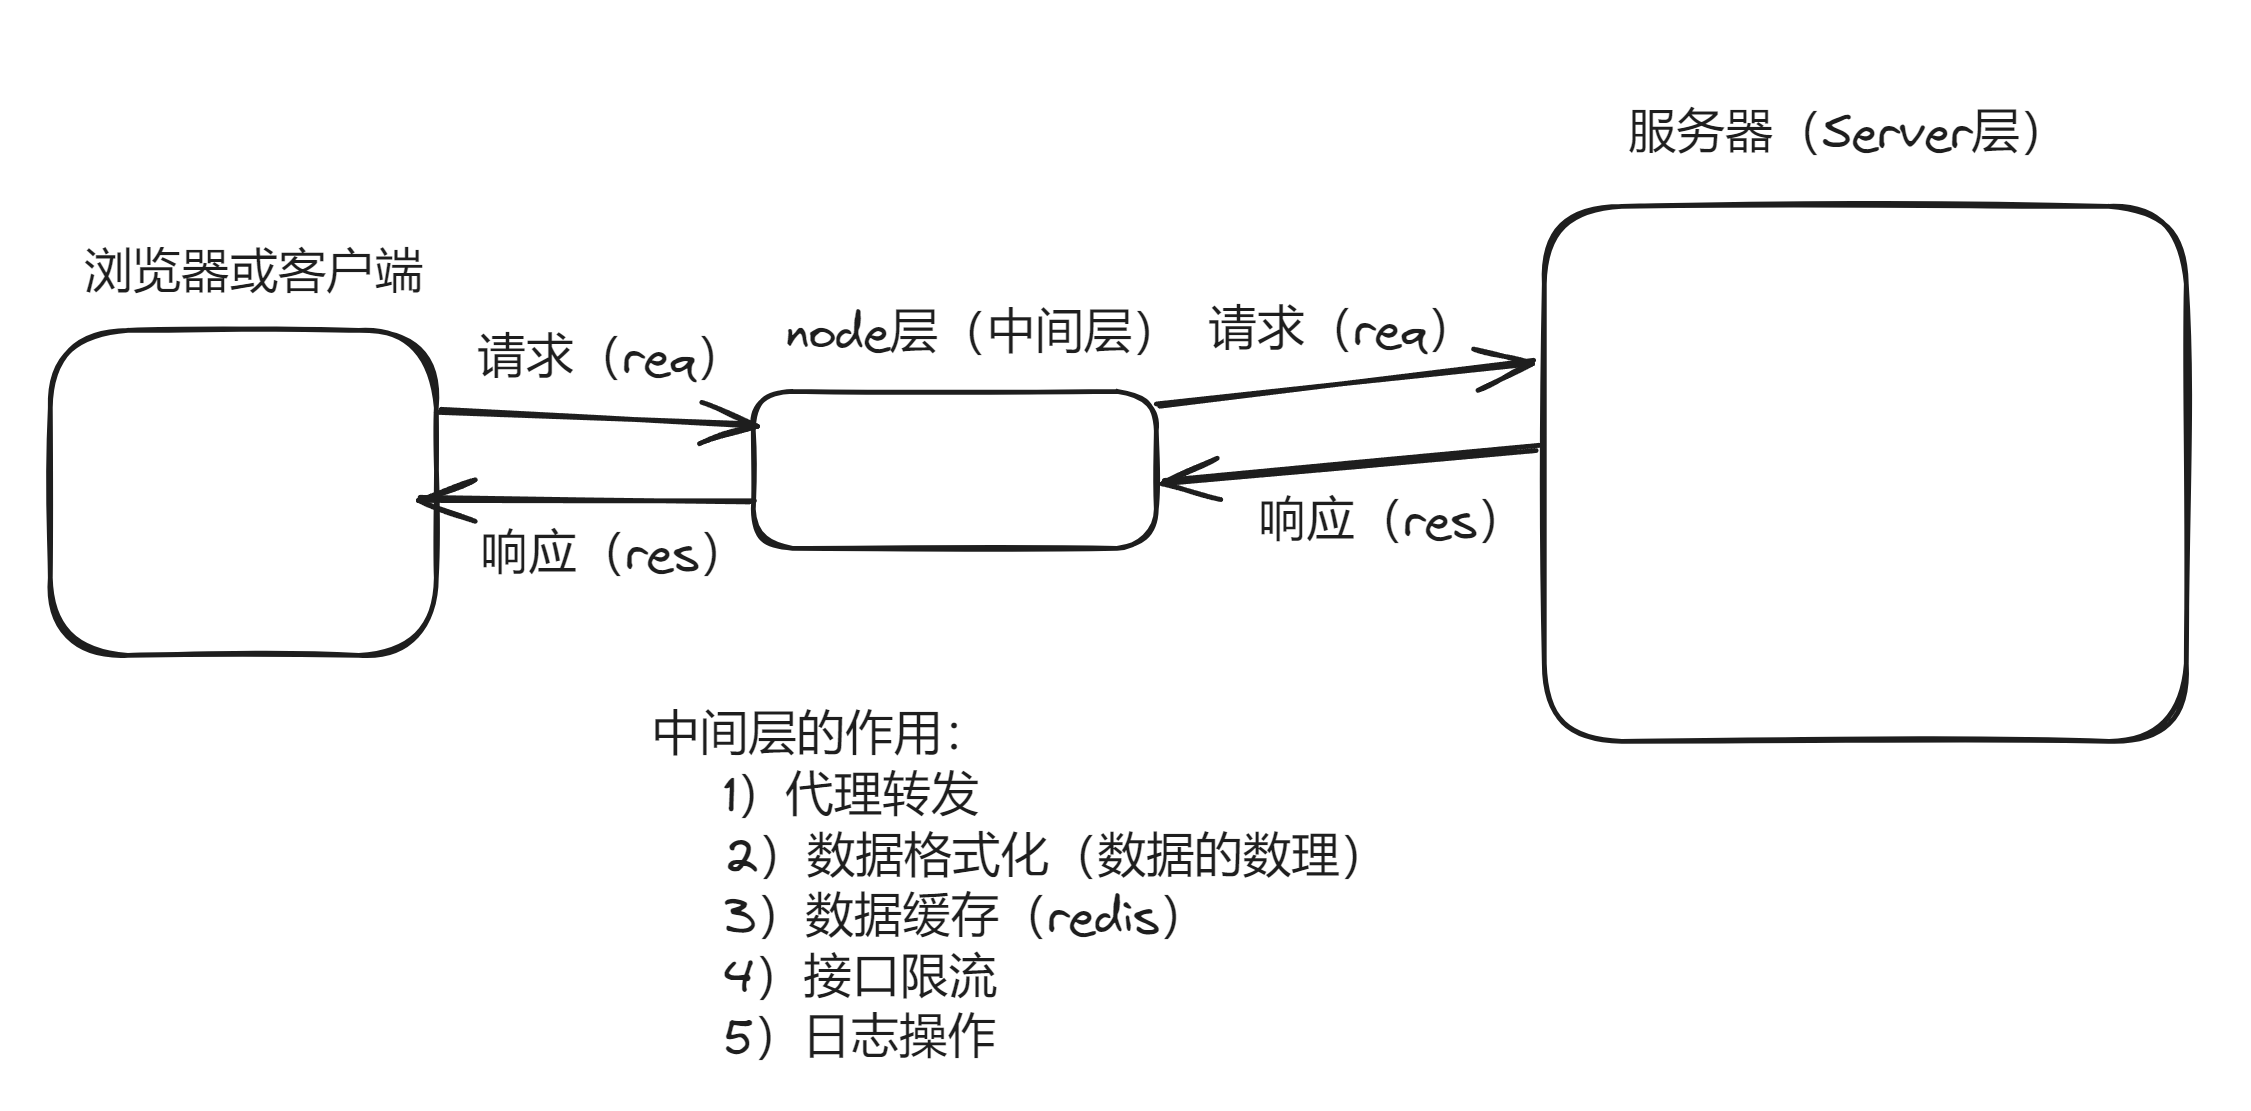 服务器（Server层）
浏览器或客户端
请求（req）
node层（中间层）
请求（req）
响应（res）
响应（res）
中间层的作用：
1）代理转发
2）数据格式化（数据的数理）
3）数据缓存（redis）
4）接口限流
5）日志操作